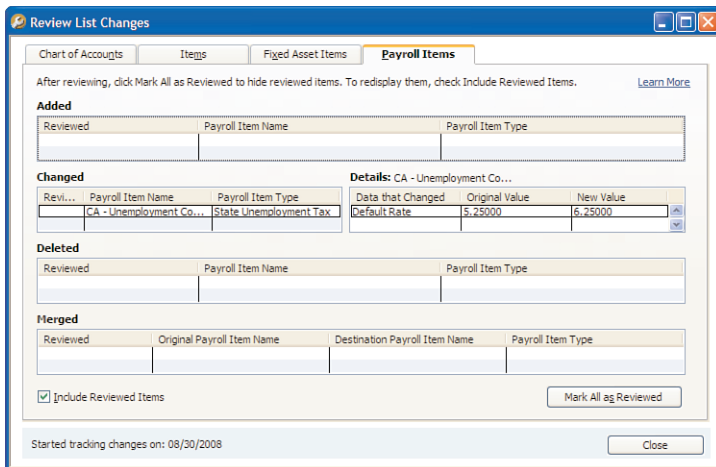 Review List Changes
Chart of Accounts Items Fixed Asset Items Payroll Items
After reviewing, click Mark All as Reviewed to hide reviewed items. To redisplay them, check Include Reviewed Items. Learn More
Added
Reviewed Payroll Item Name Payroll Item Type
Changed Details: CA - Unemployment Co...
Revi... Payroll Item Name Payroll Item Type Data that Changed Original Value New Value
CA - Unemployment Co... State Unemployment Tax Default Rate 5.25000 6.25000
Deleted
Reviewed Payroll Item Name Payroll Item Type
Merged
Reviewed Original Payroll Item Name Destination Payroll Item Name Payroll Item Type
Include Reviewed Items Mark All as Reviewed
Started tracking changes on: 08/30/2008 Close